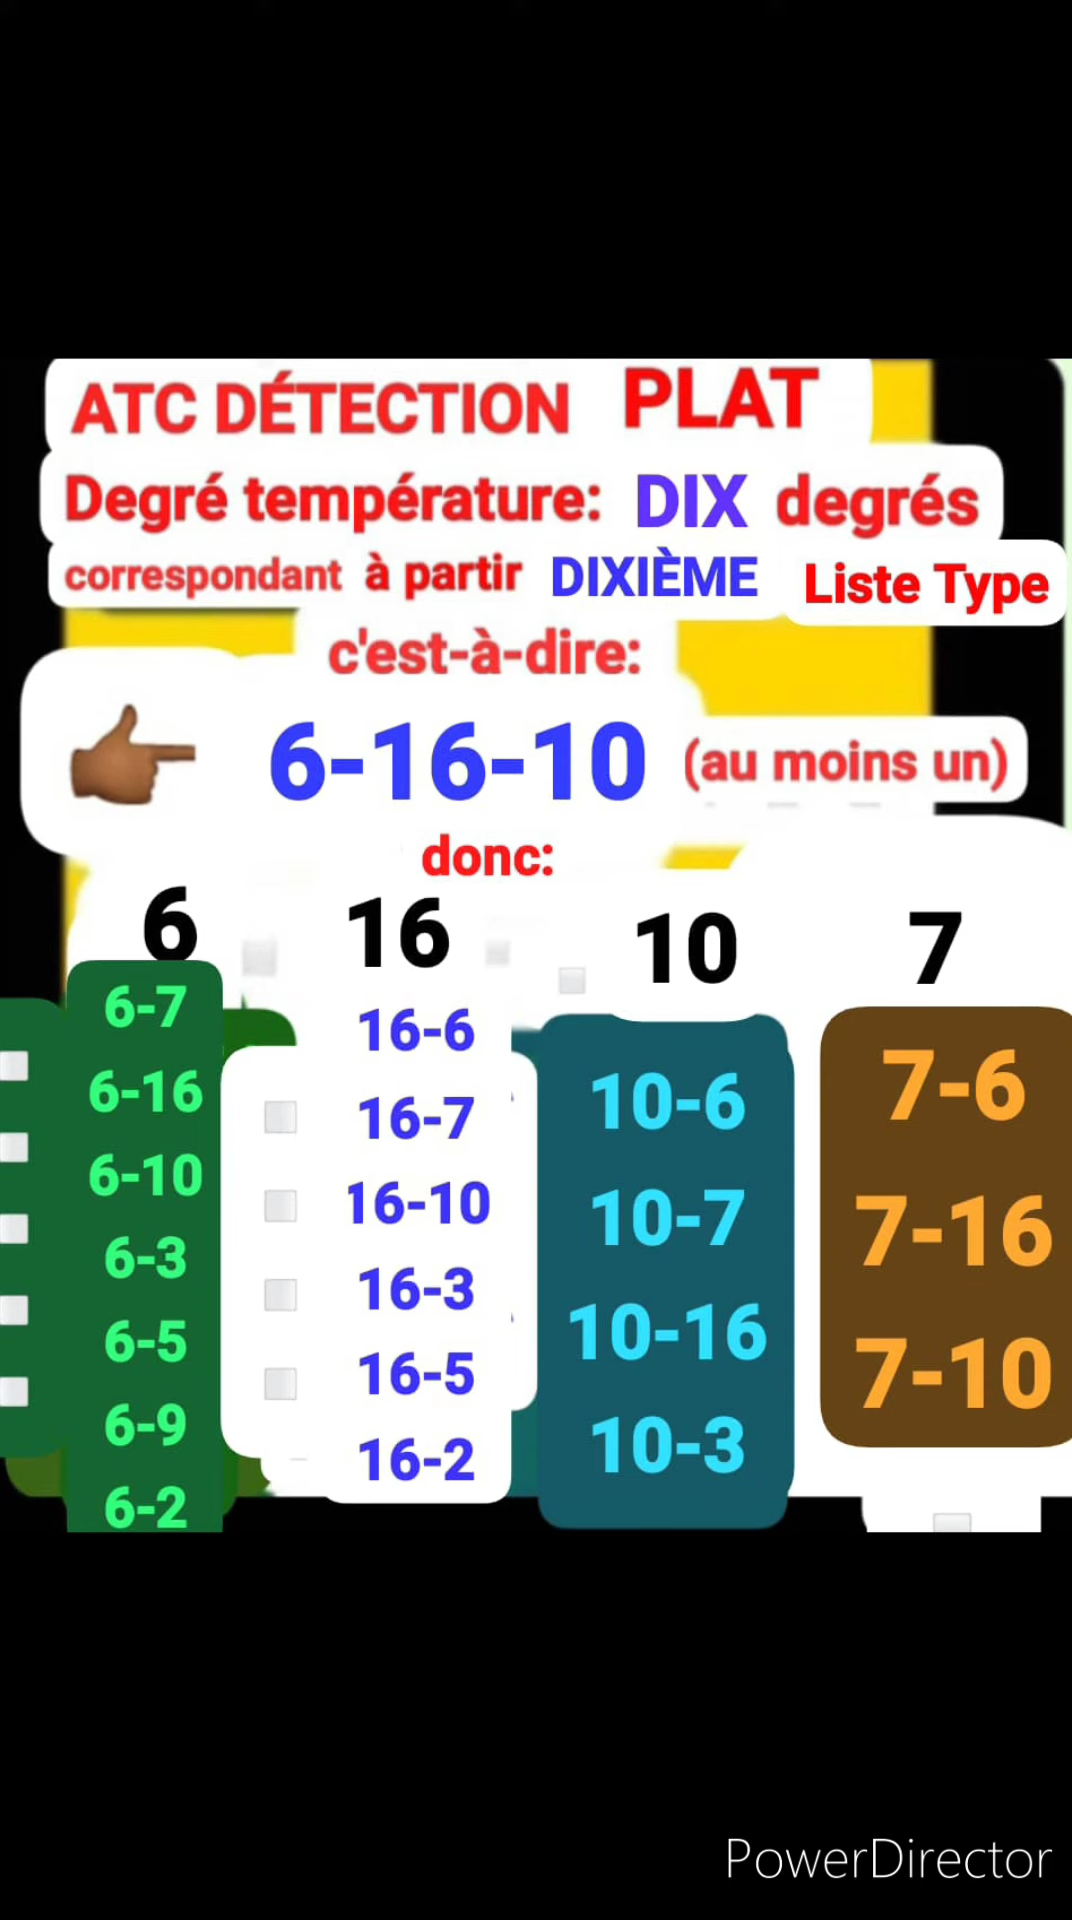 ATC DÉTECTION PLAT
Degré température: DIX degrés
correspondant à partir DIXIÈME Liste Type
c'est-à-dire:
6-16-10 (au moins un)
donc:
6 16 10 7
6-7
6-16
6-10
6-3
6-5
6-9
6-2
16-6
16-7
16-10
16-3
16-5
16-2
10-6
10-7
10-16
10-3
7-6
7-16
7-10
PowerDirector